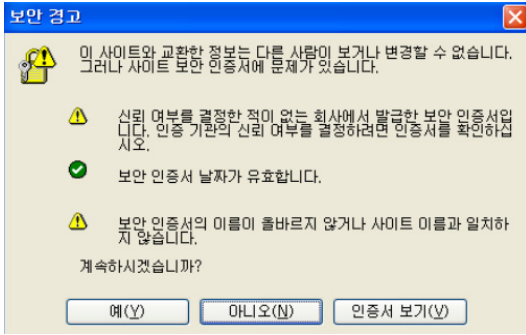 보안 경고
이 사이트와 교환한 정보는 다른 사람이 보거나 변경할 수 없습니다.
그러나 사이트 보안 인증서에 문제가 있습니다.
신뢰 여부를 결정한 적이 없는 회사에서 발급한 보안 인증서입
니다. 인증 기관의 신뢰 여부를 결정하려면 인증서를 확인하십
시오.
보안 인증서 날짜가 유효합니다.
보안 인증서의 이름이 올바르지 않거나 사이트 이름과 일치하
지 않습니다.
계속하시겠습니까?
예(Y) 아니오(N) 인증서 보기(V)